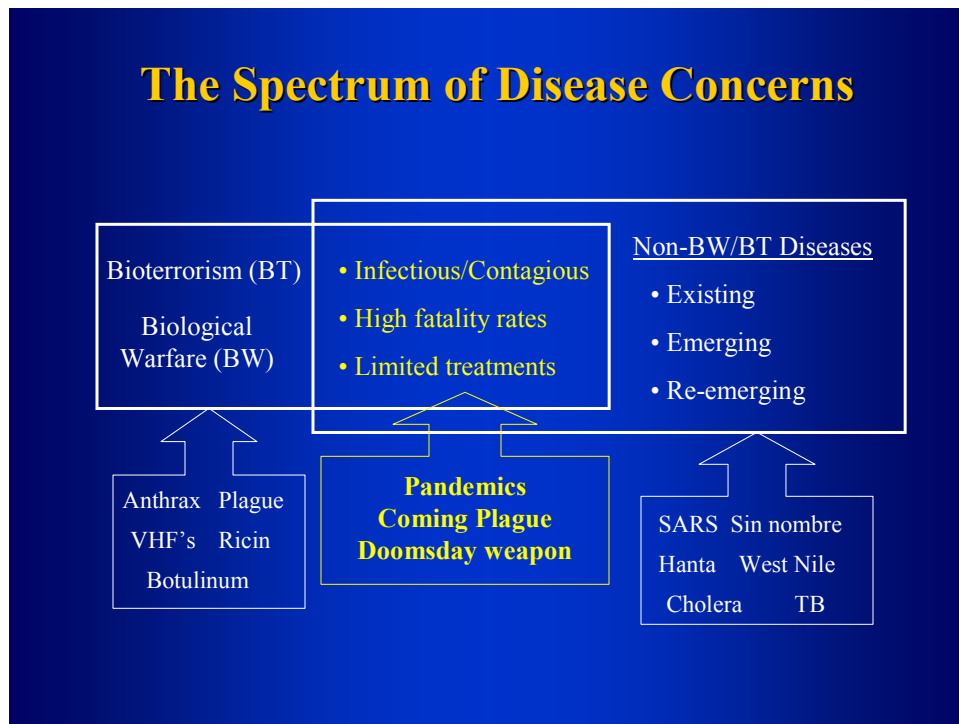 The Spectrum of Disease Concerns
Bioterrorism (BT)
Biological
Warfare (BW)
• Infectious/Contagious
• High fatality rates
• Limited treatments
Non-BW/BT Diseases
• Existing
• Emerging
• Re-emerging
Anthrax Plague
VHF's Ricin
Botulinum
Pandemics
Coming Plague
Doomsday weapon
SARS Sin nombre
Hanta West Nile
Cholera TB